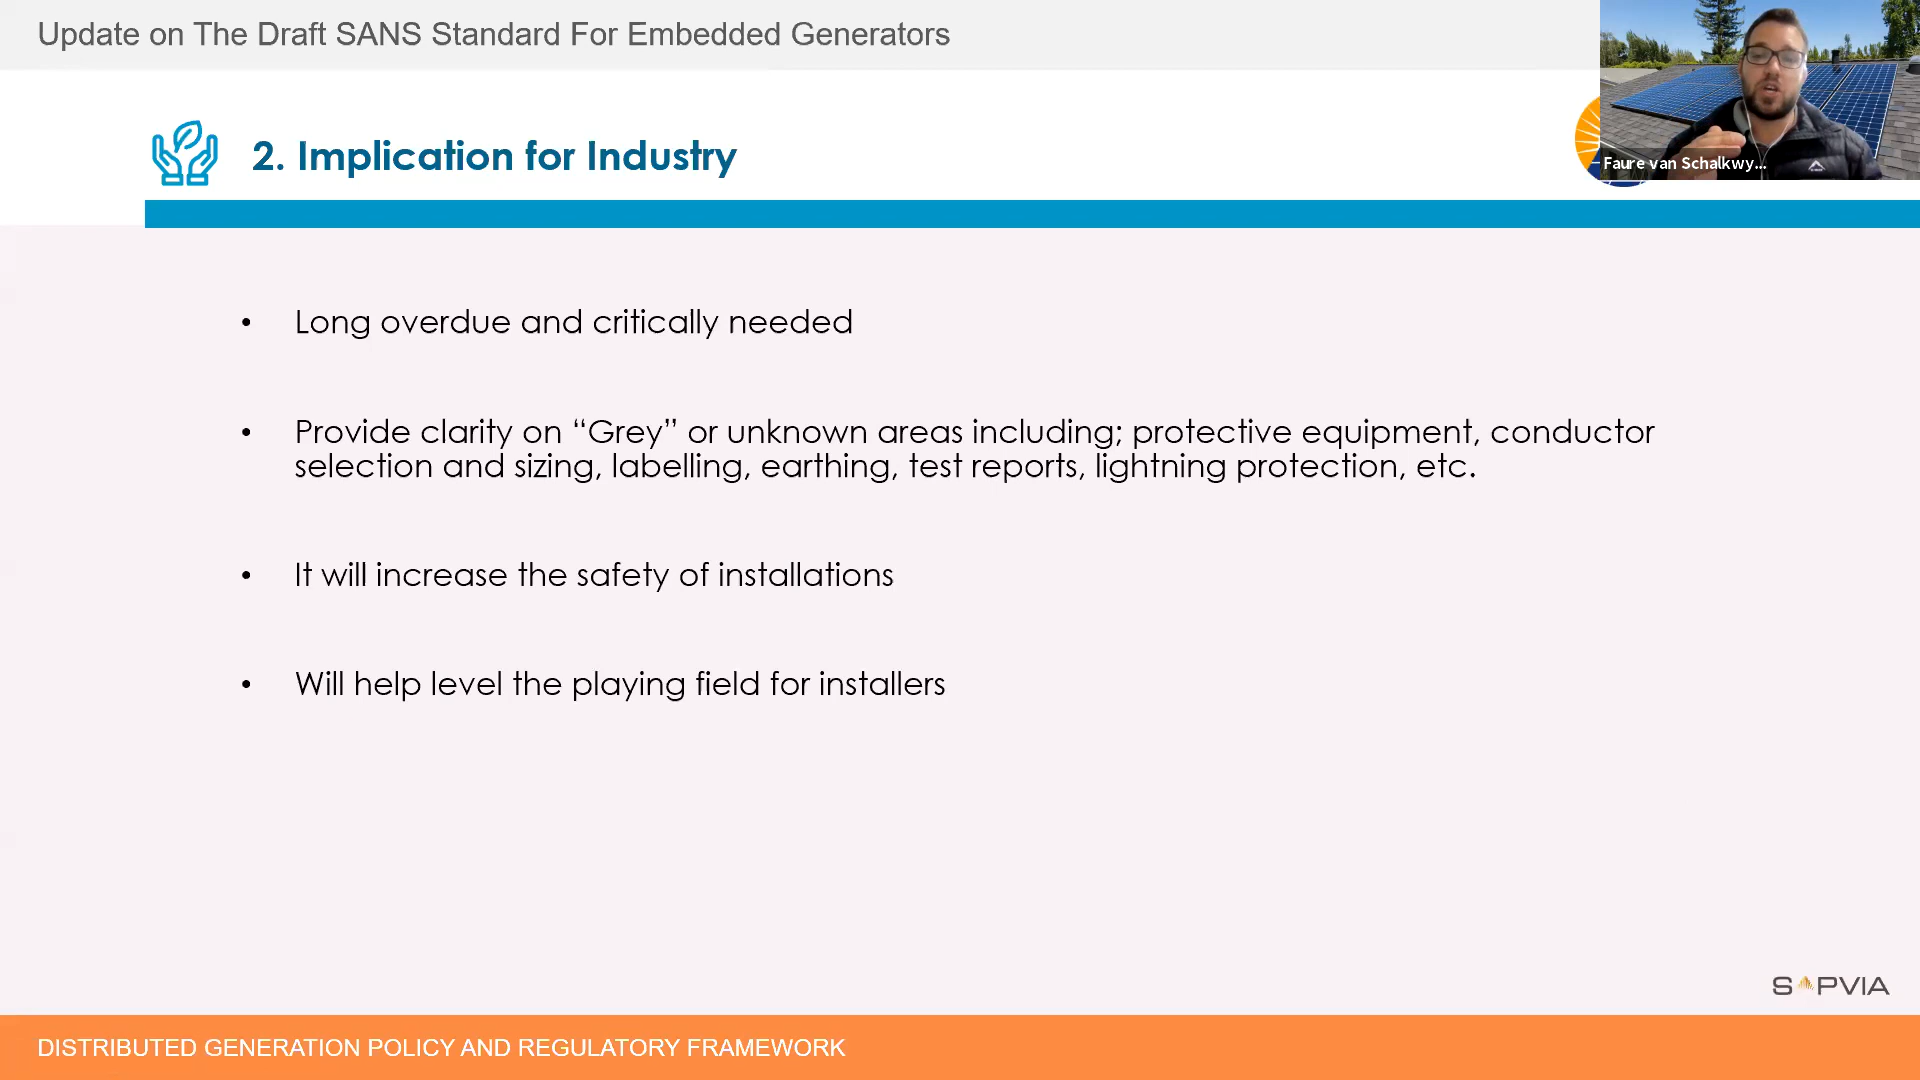 Update on The Draft SANS Standard For Embedded Generators
Faure van Schalkwy...
2. Implication for Industry
• Long overdue and critically needed
• Provide clarity on “Grey” or unknown areas including; protective equipment, conductor
selection and sizing, labelling, earthing, test reports, lightning protection, etc.
• It will increase the safety of installations
• Will help level the playing field for installers
SAPVIA
DISTRIBUTED GENERATION POLICY AND REGULATORY FRAMEWORK